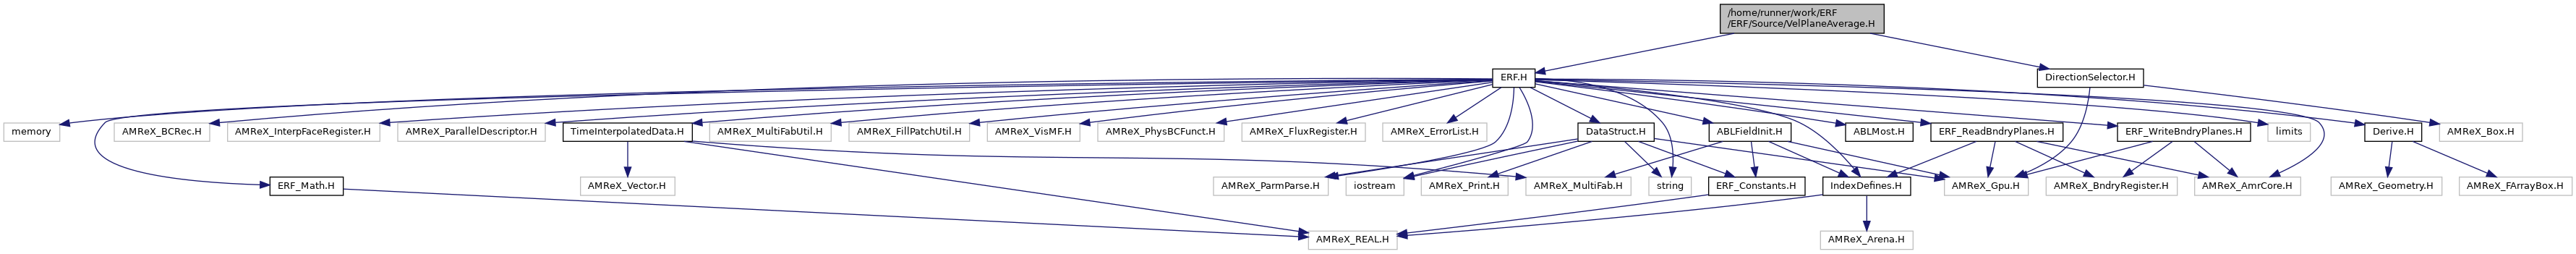 /home/runner/work/ERF
/ERF/Source/VelPlaneAverage.H
ERF.H
DirectionSelector.H
memory
AMReX_BCRec.H
AMReX_InterpFaceRegister.H
AMReX_ParallelDescriptor.H
TimeInterpolatedData.H
AMReX_MultiFabUtil.H
AMReX_FillPatchUtil.H
AMReX_VisMF.H
AMReX_PhysBCFunct.H
AMReX_FluxRegister.H
AMReX_ErrorList.H
DataStruct.H
ABLFieldInit.H
ABLMost.H
ERF_ReadBndryPlanes.H
ERF_WriteBndryPlanes.H
limits
Derive.H
AMReX_Box.H
ERF_Math.H
AMReX_Vector.H
AMReX_ParmParse.H
iostream
AMReX_Print.H
AMReX_MultiFab.H
string
ERF_Constants.H
IndexDefines.H
AMReX_Gpu.H
AMReX_BndryRegister.H
AMReX_AmrCore.H
AMReX_Geometry.H
AMReX_FArrayBox.H
AMReX_REAL.H
AMReX_Arena.H